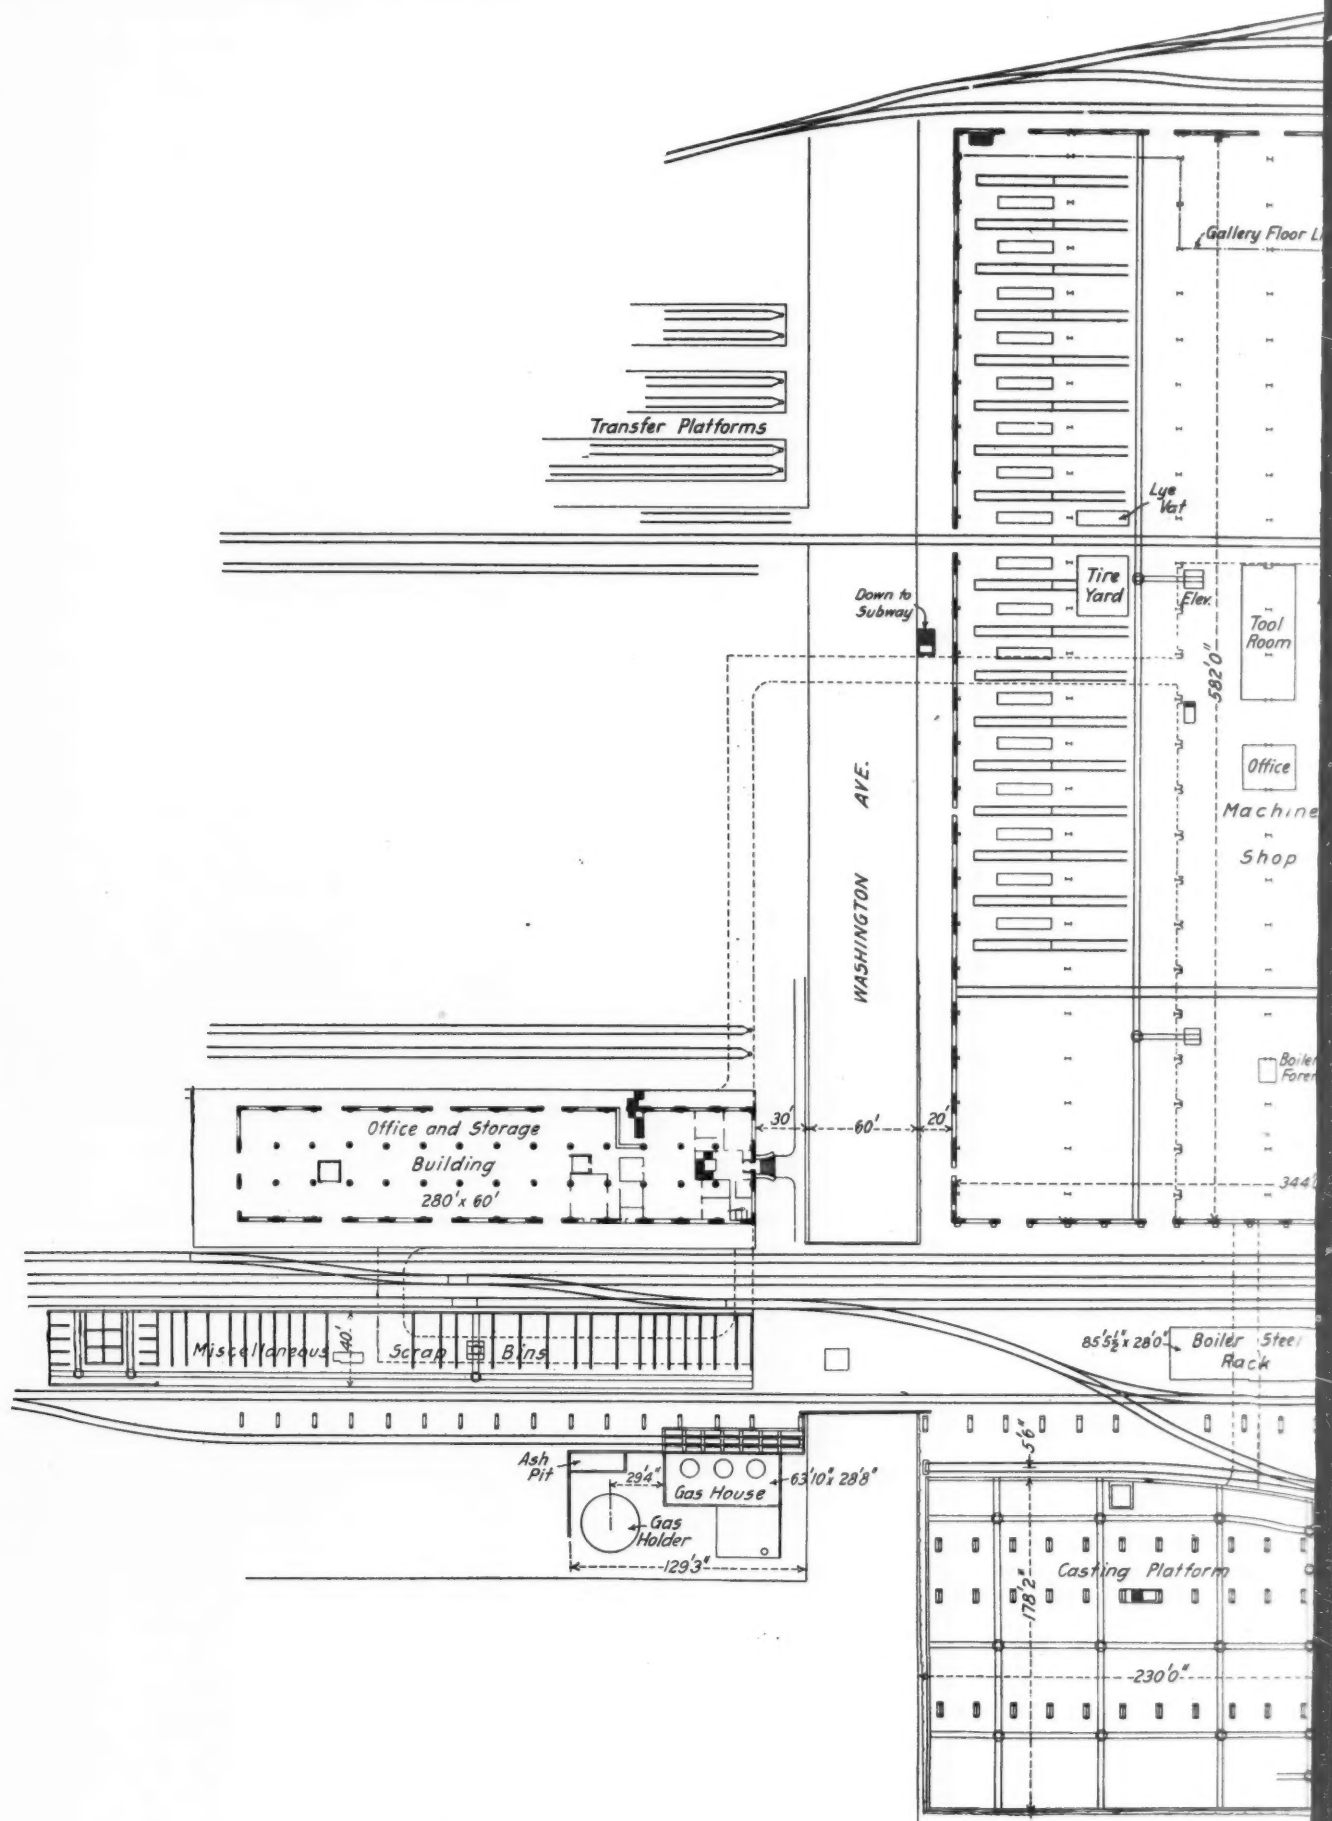 Gallery Floor
Transfer Platforms
Lye
Vat
Tire
Yard
Elev.
Down to
Subway
Tool
Room
582'0"
Office
WASHINGTON AVE.
Machine
Shop
Boiler
30'
60'
20'
Office and Storage
Building
280' x 60'
344'
Miscellaneous Scrap Bins
40'
85'5½" x 28'0"
Boiler Steel
Rack
5'6"
Ash
Pit
29'4"
Gas House
63'10" x 28'8"
Gas
Holder
129'3"
Casting Platform
178'2"
230'0"